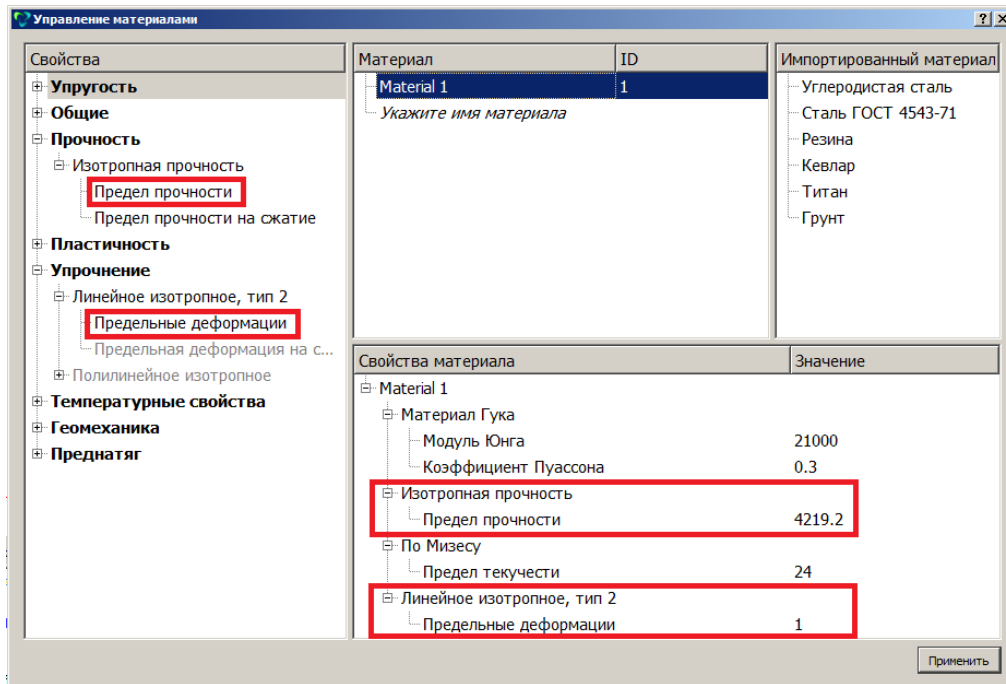 Управление материалами
Свойства
Упругость
Общие
Прочность
Изотропная прочность
Предел прочности
Предел прочности на сжатие
Пластичность
Упрочнение
Линейное изотропное, тип 2
Предельные деформации
Предельная деформация на с...
Полилинейное изотропное
Температурные свойства
Геомеханика
Преднатяг
Материал ID
Material 1 1
Укажите имя материала
Импортированный материал
Углеродистая сталь
Сталь ГОСТ 4543-71
Резина
Кевлар
Титан
Грунт
Свойства материала Значение
Material 1
Материал Гука
Модуль Юнга 21000
Коэффициент Пуассона 0.3
Изотропная прочность
Предел прочности 4219.2
По Мизесу
Предел текучести 24
Линейное изотропное, тип 2
Предельные деформации 1
Применить